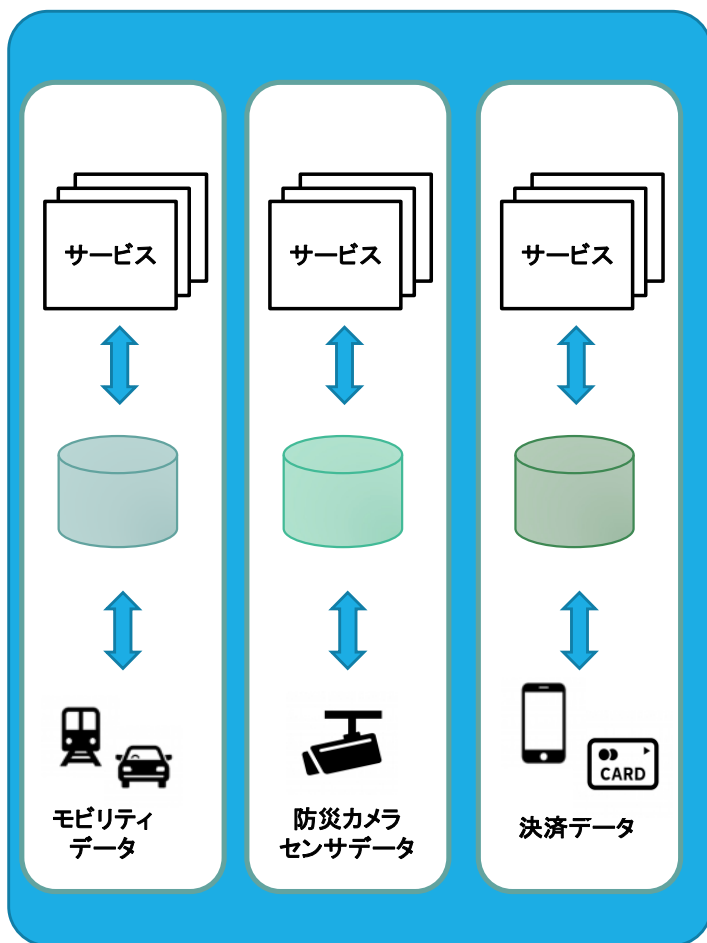 サービス
サービス
サービス
モビリティ
データ
防災カメラ
センサデータ
CARD
決済データ